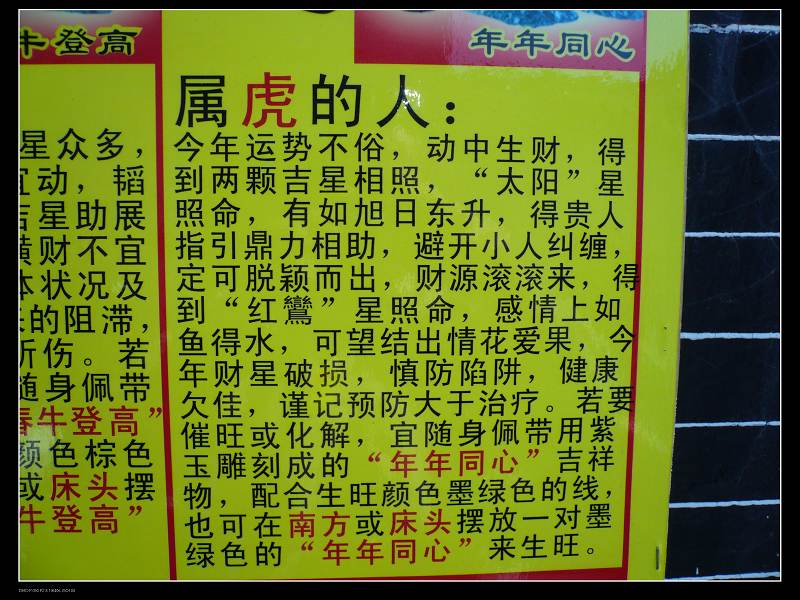 牛登高
星众多，
宜动，韬
吉星助展
横财不宜
体状况及
的阻滞，
折伤。若
随身佩带
春牛登高”
颜色棕色
或床头摆
牛登高”
年年同心
属虎的人：
今年运势不俗，动中生财，得
到两颗吉星相照，“太阳”星
照命，有如旭日东升，得贵人
指引鼎力相助，避开小人纠缠，
定可脱颖而出，财源滚滚来，得
到“红鸾”星照命，感情上如
鱼得水，可望结出情花爱果，今
年财星破损，慎防陷阱，健康
欠佳，谨记预防大于治疗。若要
催旺或化解，宜随身佩带用紫
玉雕刻成的“年年同心”吉祥
物，配合生旺颜色墨绿色的线，
也可在南方或床头摆放一对墨
绿色的“年年同心”来生旺。